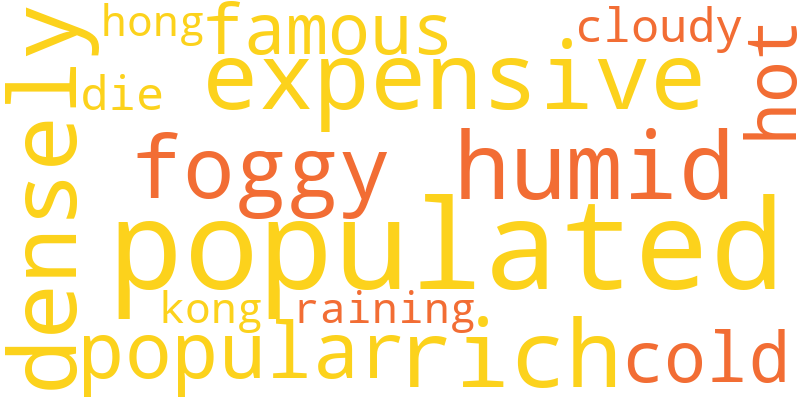 hong
famous
cloudy
hot
densely
die
expensive
foggy
humid
populated
kong
raining
popular
rich
cold